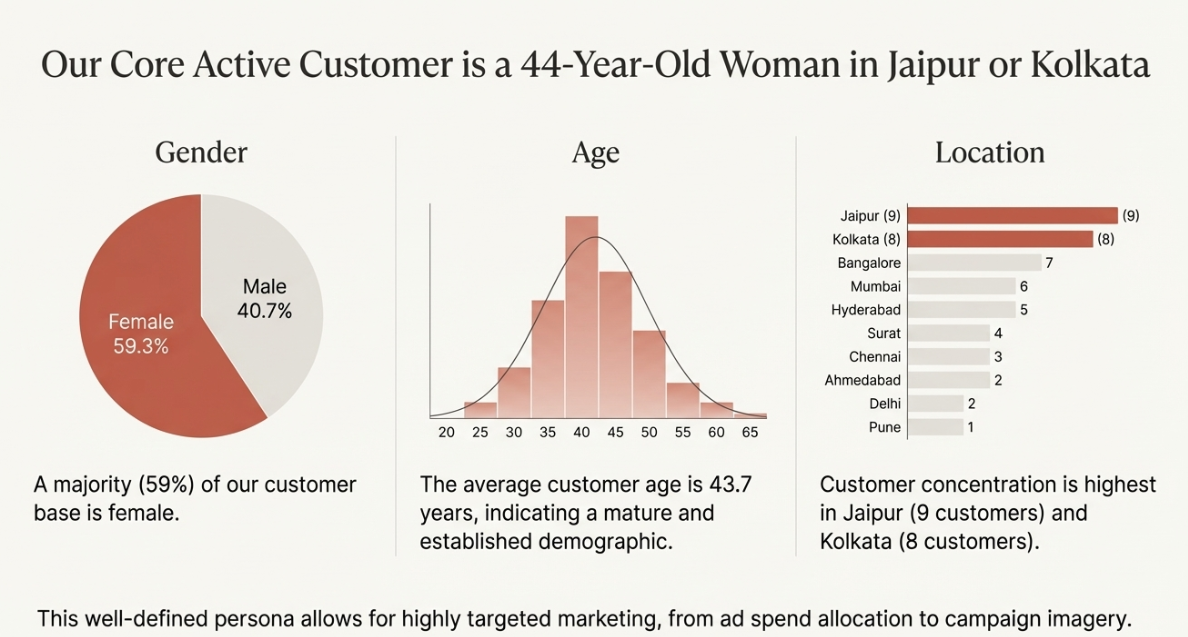 Our Core Active Customer is a 44-Year-Old Woman in Jaipur or Kolkata
Gender
Female
59.3%
Male
40.7%
A majority (59%) of our customer
base is female.
Age
20 25 30 35 40 45 50 55 60 65
The average customer age is 43.7
years, indicating a mature and
established demographic.
Location
Jaipur (9) (9)
Kolkata (8) (8)
Bangalore 7
Mumbai 6
Hyderabad 5
Surat 4
Chennai 3
Ahmedabad 2
Delhi 2
Pune 1
Customer concentration is highest
in Jaipur (9 customers) and
Kolkata (8 customers).
This well-defined persona allows for highly targeted marketing, from ad spend allocation to campaign imagery.